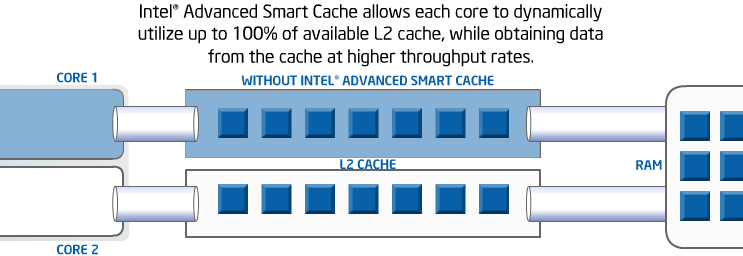 Intel® Advanced Smart Cache allows each core to dynamically
utilize up to 100% of available L2 cache, while obtaining data
from the cache at higher throughput rates.
CORE 1
WITHOUT INTEL® ADVANCED SMART CACHE
L2 CACHE
RAM
CORE 2